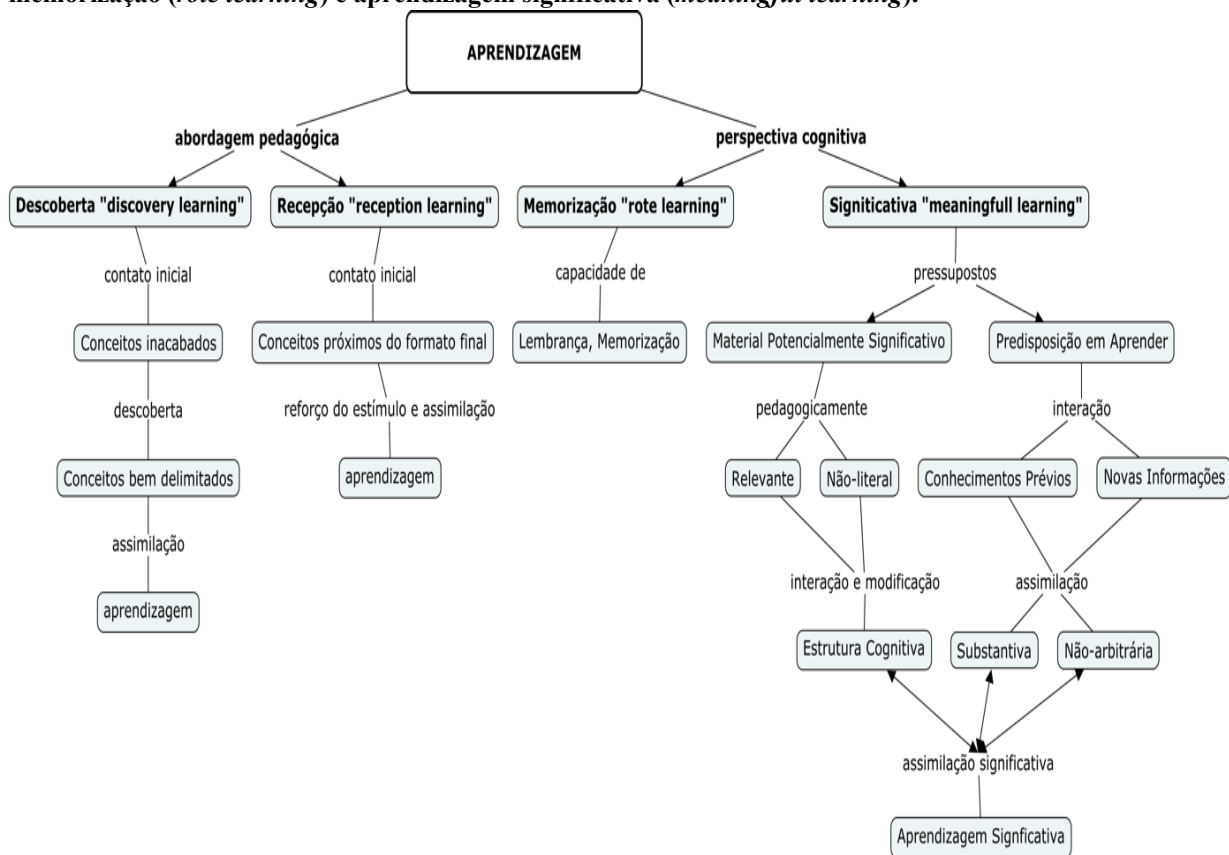 memorização (rote learning) e aprendizagem significativa (meaningful learning).
APRENDIZAGEM
abordagem pedagógica
perspectiva cognitiva
Descoberta "discovery learning"
Recepção "reception learning"
Memorização "rote learning"
Signiticativa "meaningfull learning"
contato inicial
contato inicial
capacidade de
pressupostos
Conceitos inacabados
Conceitos próximos do formato final
Lembrança, Memorização
Material Potencialmente Significativo
Predisposição em Aprender
descoberta
reforço do estímulo e assimilação
pedagogicamente
interação
Conceitos bem delimitados
aprendizagem
Relevante
Não-literal
Conhecimentos Prévios
Novas Informações
assimilação
interação e modificação
assimilação
aprendizagem
Estrutura Cognitiva
Substantiva
Não-arbitrária
assimilação significativa
Aprendizagem Signficativa